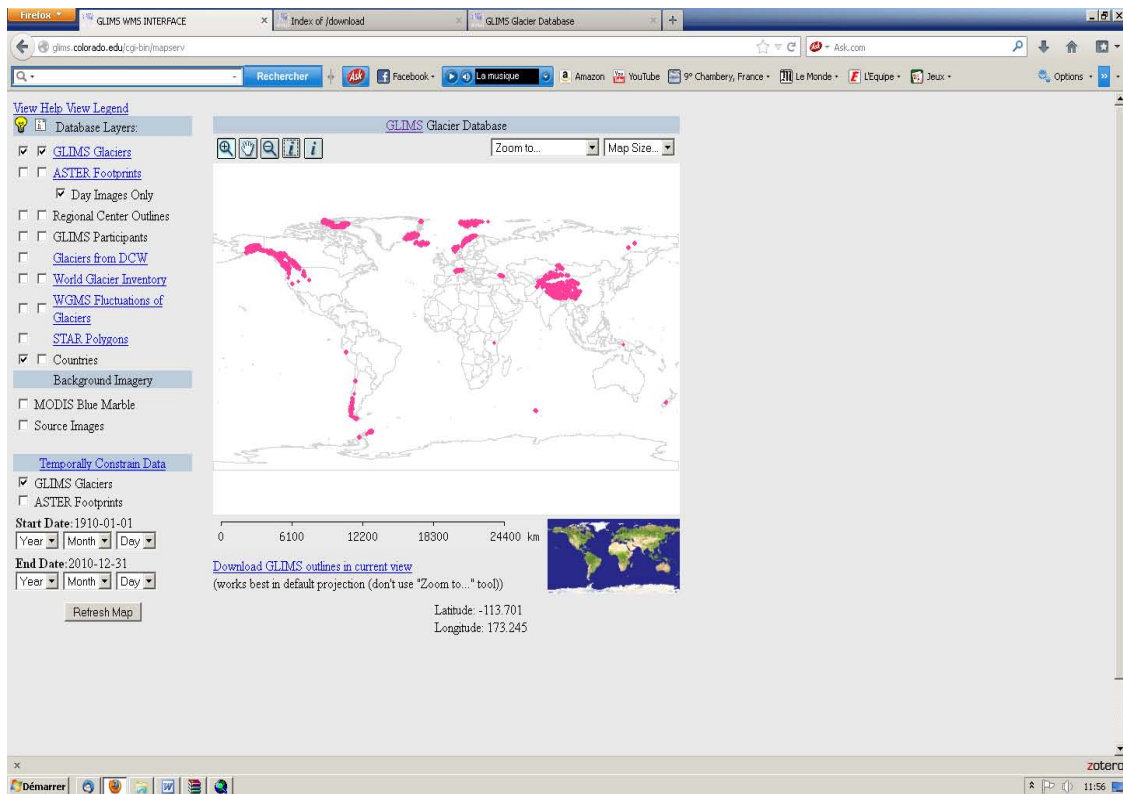 Firefox
GLIMS WMS INTERFACE
Index of /download
GLIMS Glacier Database
glims.colorado.edu/cgi-bin/mapserv
Ask.com
Rechercher
Ask
Facebook
La musique
Amazon
YouTube
9° Chambery, France
Le Monde
L'Equipe
Jeux
Options
View Help View Legend
Database Layers:
GLIMS Glaciers
ASTER Footprints
Day Images Only
Regional Center Outlines
GLIMS Participants
Glaciers from DCW
World Glacier Inventory
WGMS Fluctuations of
Glaciers
STAR Polygons
Countries
Background Imagery
MODIS Blue Marble
Source Images
Temporally Constrain Data
GLIMS Glaciers
ASTER Footprints
Start Date:1910-01-01
Year Month Day
End Date:2010-12-31
Year Month Day
Refresh Map
GLIMS Glacier Database
Zoom to... Map Size...
0 6100 12200 18300 24400 km
Download GLIMS outlines in current view
(works best in default projection (don't use "Zoom to..." tool))
Latitude: -113.701
Longitude: 173.245
zotero
Démarrer
11:56